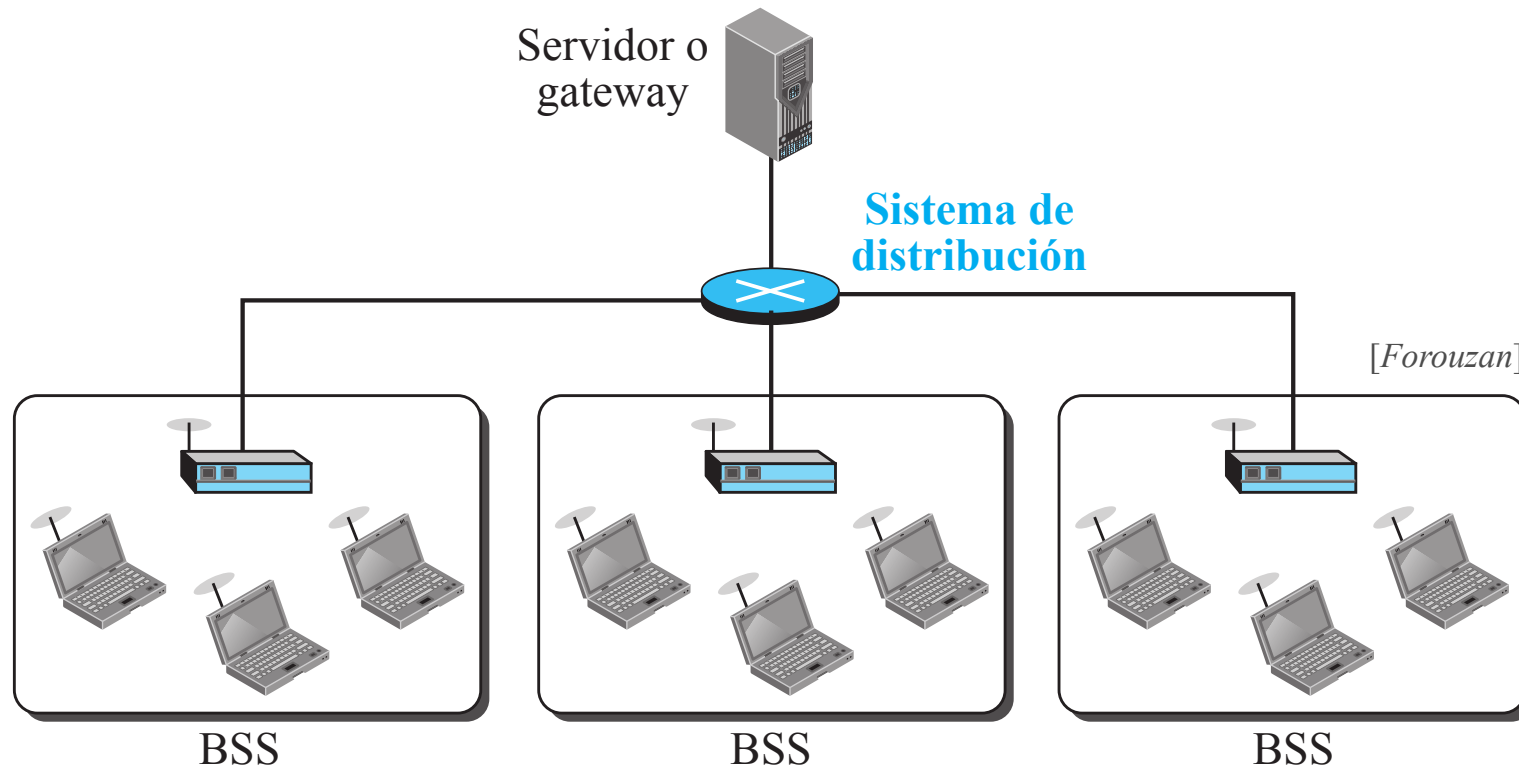 Servidor o
gateway
Sistema de
distribución
[Forouzan]
BSS
BSS
BSS